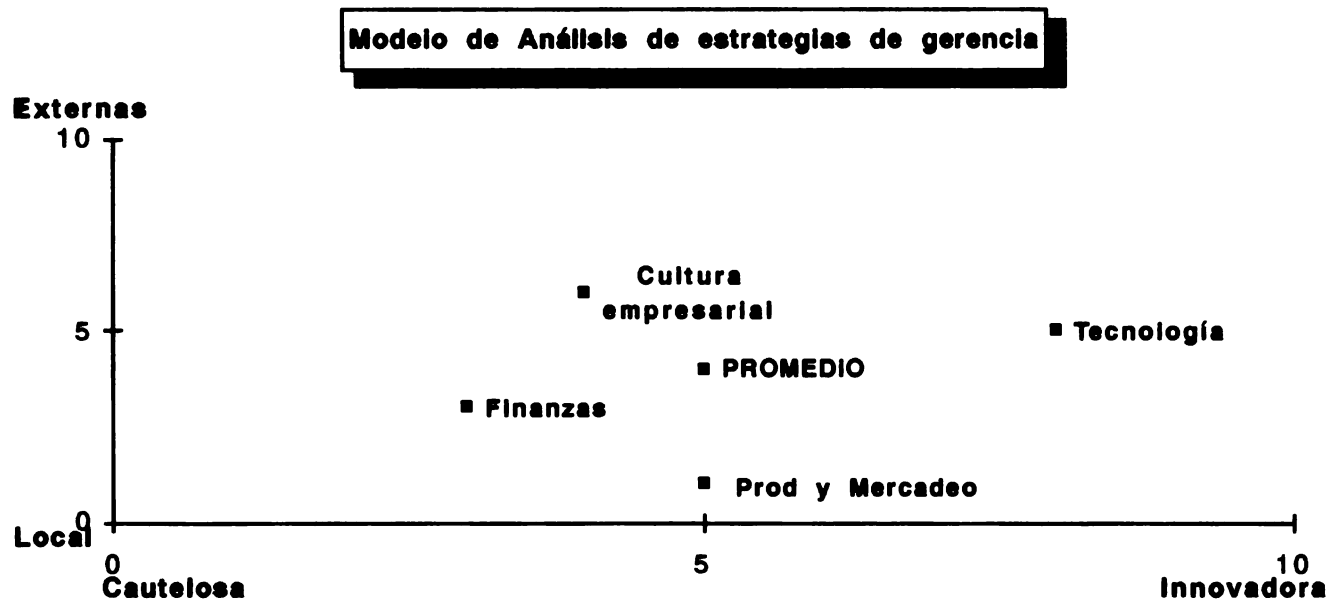 Modelo de Análisis de estrategias de gerencia
Externas
10
Cultura
empresarial
5
Tecnología
PROMEDIO
Finanzas
Prod y Mercadeo
0
Local
0
5
10
Cautelosa
Innovadora